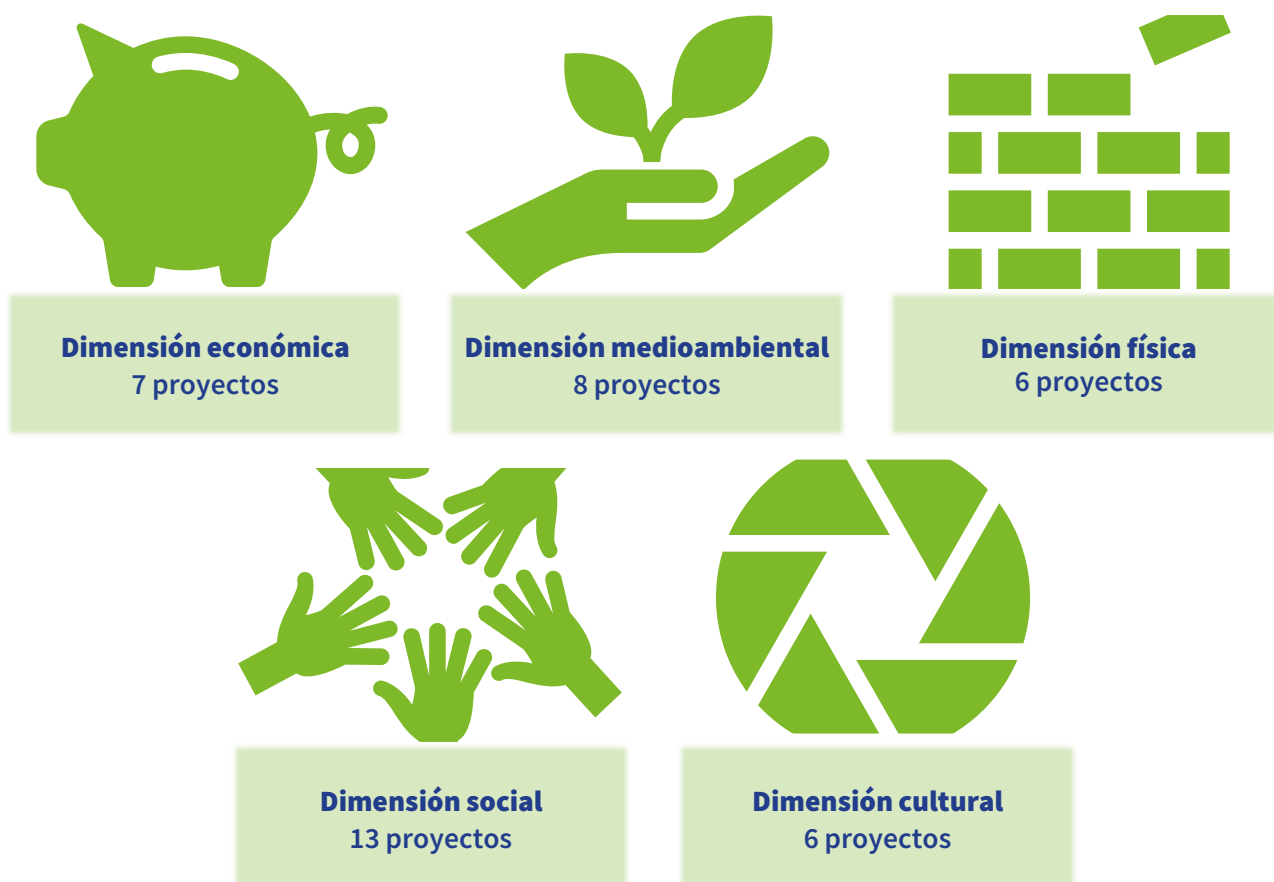 Dimensión económica
7 proyectos
Dimensión medioambiental
8 proyectos
Dimensión física
6 proyectos
Dimensión social
13 proyectos
Dimensión cultural
6 proyectos